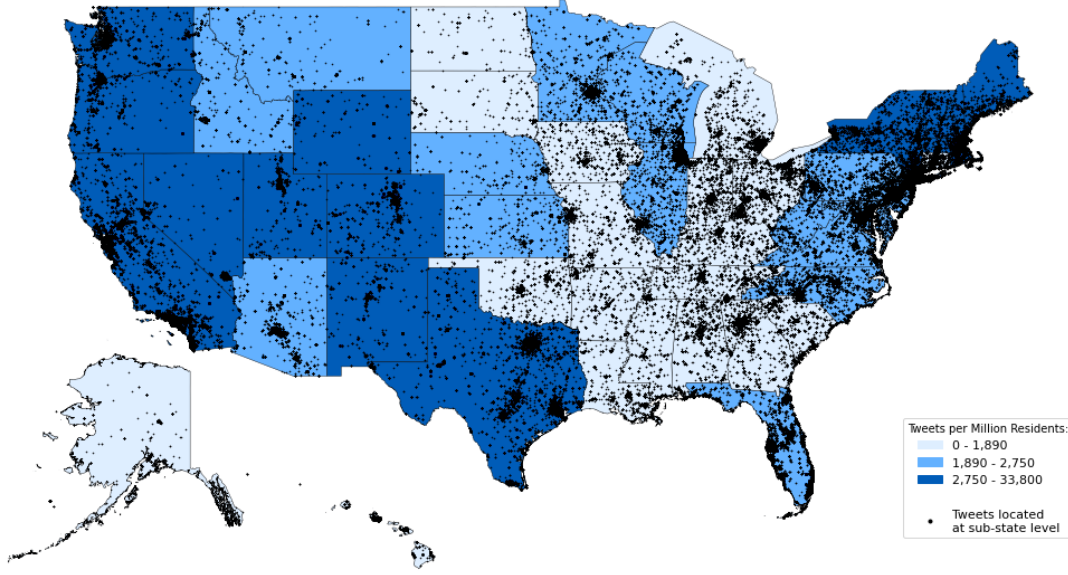 Tweets per Million Residents:
0 - 1,890
1,890 - 2,750
2,750 - 33,800
Tweets located
at sub-state level